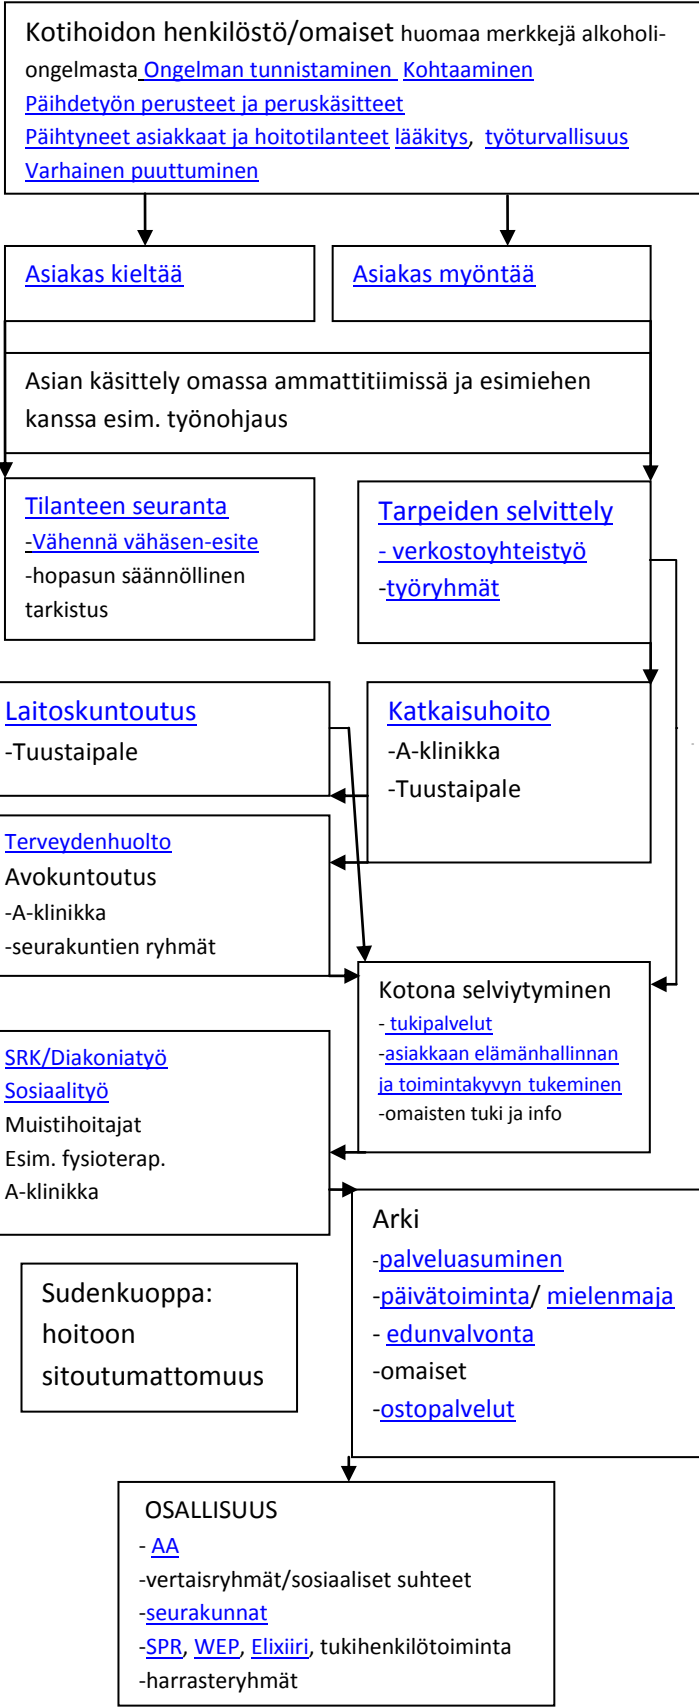 Kotihoidon henkilöstö/omaiset huomaa merkkejä alkoholi-
ongelmasta Ongelman tunnistaminen Kohtaaminen
Päihdetyön perusteet ja peruskäsitteet
Päihtyneet asiakkaat ja hoitotilanteet lääkitys, työturvallisuus
Varhainen puuttuminen
Asiakas kieltää
Asiakas myöntää
Asian käsittely omassa ammattitiimissä ja esimiehen
kanssa esim. työnohjaus
Tilanteen seuranta
-Vähennä vähäsen-esite
-hopasun säännöllinen
tarkistus
Tarpeiden selvittely
- verkostoyhteistyö
-työryhmät
Laitoskuntoutus
-Tuustaipale
Katkaisuhoito
-A-klinikka
-Tuustaipale
Terveydenhuolto
Avokuntoutus
-A-klinikka
-seurakuntien ryhmät
Kotona selviytyminen
- tukipalvelut
-asiakkaan elämänhallinnan
ja toimintakyvyn tukeminen
-omaisten tuki ja info
SRK/Diakoniatyö
Sosiaalityö
Muistihoitajat
Esim. fysioterap.
A-klinikka
Arki
-palveluasuminen
-päivätoiminta/ mielenmaja
- edunvalvonta
-omaiset
-ostopalvelut
Sudenkuoppa:
hoitoon
sitoutumattomuus
OSALLISUUS
- AA
-vertaisryhmät/sosiaaliset suhteet
-seurakunnat
-SPR, WEP, Elixiiri, tukihenkilötoiminta
-harrasteryhmät